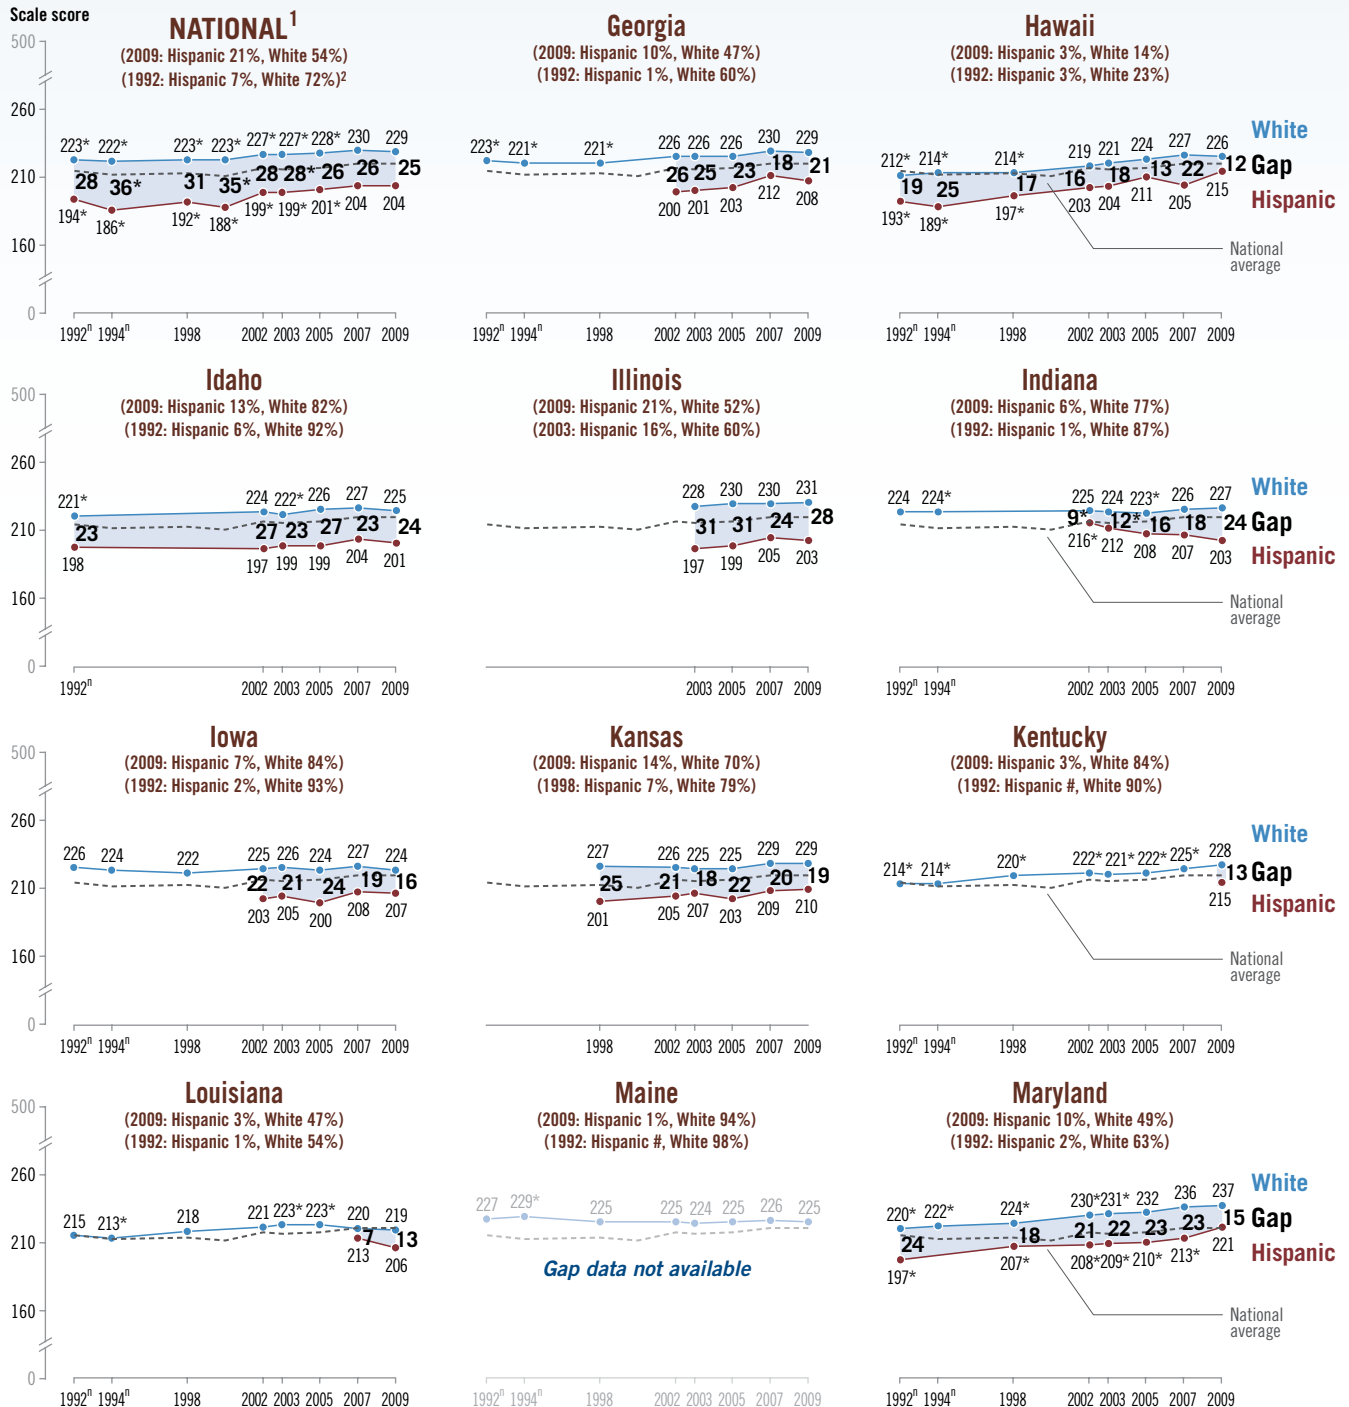 Scale score
NATIONAL1
(2009: Hispanic 21%, White 54%)
(1992: Hispanic 7%, White 72%)2
500
260
210
160
0
223* 222* 223* 223* 227* 227* 228* 230 229
28 36* 31 35* 28 28* 26 26 25
194* 186* 192* 188* 199* 199* 201* 204 204
1992n 1994n 1998 2002 2003 2005 2007 2009
Georgia
(2009: Hispanic 10%, White 47%)
(1992: Hispanic 1%, White 60%)
223* 221* 221* 226 226 226 230 229
26 25 23 18 21
200 201 203 212 208
1992n 1994n 1998 2002 2003 2005 2007 2009
Hawaii
(2009: Hispanic 3%, White 14%)
(1992: Hispanic 3%, White 23%)
212* 214* 214* 219 221 224 227 226
19 25 17 16 18 13 22 12
193* 189* 197* 203 204 211 205 215
White
Gap
Hispanic
National
average
1992n 1994n 1998 2002 2003 2005 2007 2009
Idaho
(2009: Hispanic 13%, White 82%)
(1992: Hispanic 6%, White 92%)
500
260
210
160
0
221* 224 222* 226 227 225
23 27 23 27 23 24
198 197 199 199 204 201
1992n 2002 2003 2005 2007 2009
Illinois
(2009: Hispanic 21%, White 52%)
(2003: Hispanic 16%, White 60%)
228 230 230 231
31 31 24 28
197 199 205 203
2003 2005 2007 2009
Indiana
(2009: Hispanic 6%, White 77%)
(1992: Hispanic 1%, White 87%)
224 224* 225 224 223* 226 227
9* 12* 16 18 24
216* 212 208 207 203
White
Gap
Hispanic
National
average
1992n 1994n 2002 2003 2005 2007 2009
Iowa
(2009: Hispanic 7%, White 84%)
(1992: Hispanic 2%, White 93%)
500
260
210
160
0
226 224 222 225 226 224 227 224
22 21 24 19 16
203 205 200 208 207
1992n 1994n 1998 2002 2003 2005 2007 2009
Kansas
(2009: Hispanic 14%, White 70%)
(1998: Hispanic 7%, White 79%)
227 226 225 225 229 229
25 21 18 22 20 19
201 205 207 203 209 210
1998 2002 2003 2005 2007 2009
Kentucky
(2009: Hispanic 3%, White 84%)
(1992: Hispanic #, White 90%)
214* 214* 220* 222* 221* 222* 225* 228
13
215
White
Gap
Hispanic
National
average
1992n 1994n 1998 2002 2003 2005 2007 2009
Louisiana
(2009: Hispanic 3%, White 47%)
(1992: Hispanic 1%, White 54%)
500
260
210
160
0
215 213* 218 221 223* 223* 220 219
7 13
213 206
1992n 1994n 1998 2002 2003 2005 2007 2009
Maine
(2009: Hispanic 1%, White 94%)
(1992: Hispanic #, White 98%)
227 229* 225 225 224 225 226 225
Gap data not available
1992n 1994n 1998 2002 2003 2005 2007 2009
Maryland
(2009: Hispanic 10%, White 49%)
(1992: Hispanic 2%, White 63%)
220* 222* 224* 230* 231* 232 236 237
24 18 21 22 23 23 15
197* 207* 208* 209* 210* 213* 221
White
Gap
Hispanic
National
average
1992n 1994n 1998 2002 2003 2005 2007 2009